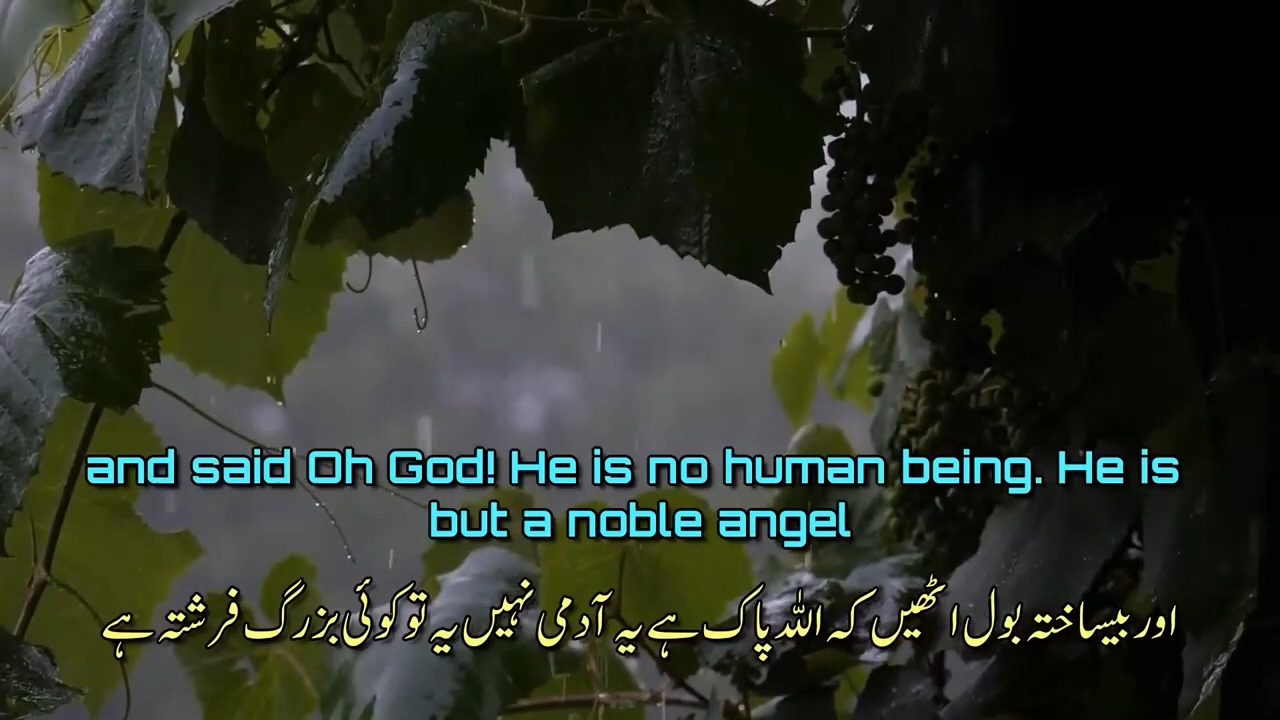 and said Oh God! He is no human being. He is
but a noble angel
اور بیساختہ بول اٹھیں کہ اللہ پاک ہے یہ آدمی نہیں یہ تو کوئی بزرگ فرشتہ ہے